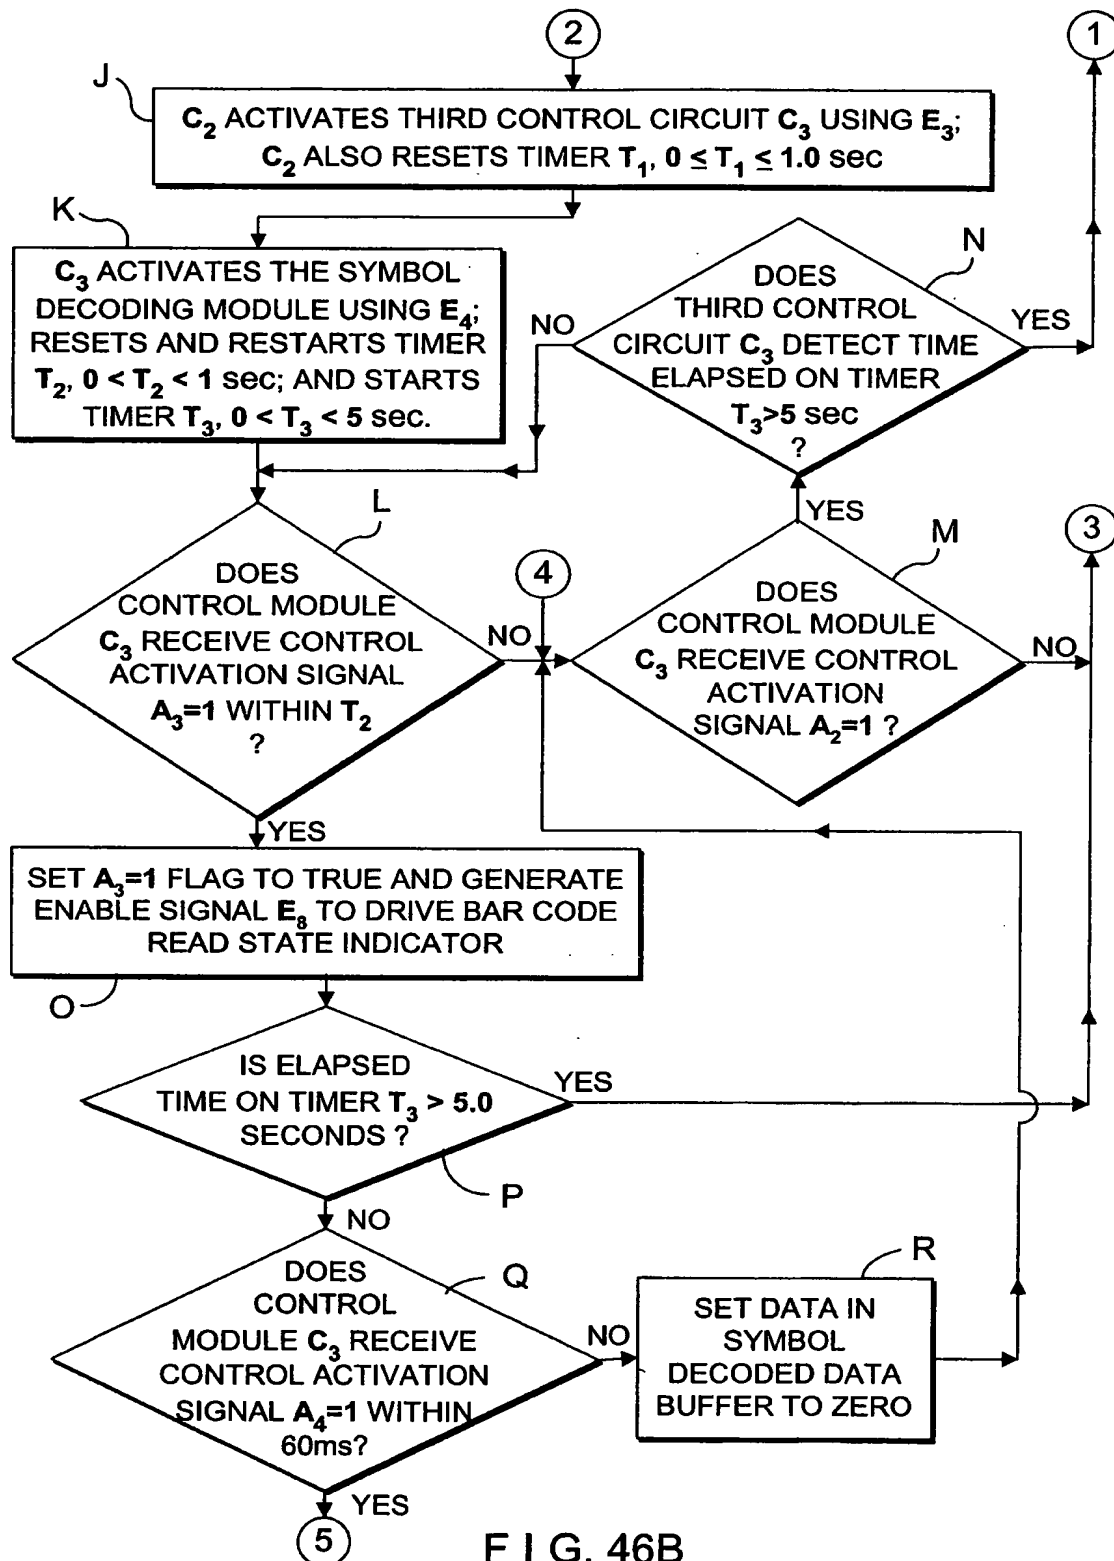 2
1
J
C₂ ACTIVATES THIRD CONTROL CIRCUIT C₃ USING E₃;
C₂ ALSO RESETS TIMER T₁, 0 ≤ T₁ ≤ 1.0 sec
K
C₃ ACTIVATES THE SYMBOL
DECODING MODULE USING E₄;
RESETS AND RESTARTS TIMER
T₂, 0 < T₂ < 1 sec; AND STARTS
TIMER T₃, 0 < T₃ < 5 sec.
N
DOES
THIRD CONTROL
CIRCUIT C₃ DETECT TIME
ELAPSED ON TIMER
T₃>5 sec
?
NO
YES
L
DOES
CONTROL MODULE
C₃ RECEIVE CONTROL
ACTIVATION SIGNAL
A₃=1 WITHIN T₂
?
NO
YES
4
YES
M
DOES
CONTROL MODULE
C₃ RECEIVE CONTROL
ACTIVATION
SIGNAL A₂=1 ?
NO
3
SET A₃=1 FLAG TO TRUE AND GENERATE
ENABLE SIGNAL E₈ TO DRIVE BAR CODE
READ STATE INDICATOR
O
IS ELAPSED
TIME ON TIMER T₃ > 5.0
SECONDS ?
YES
P
NO
DOES
CONTROL
MODULE C₃ RECEIVE
CONTROL ACTIVATION
SIGNAL A₄=1 WITHIN
60ms?
Q
NO
R
SET DATA IN
SYMBOL
DECODED DATA
BUFFER TO ZERO
YES
5
F I G. 46B